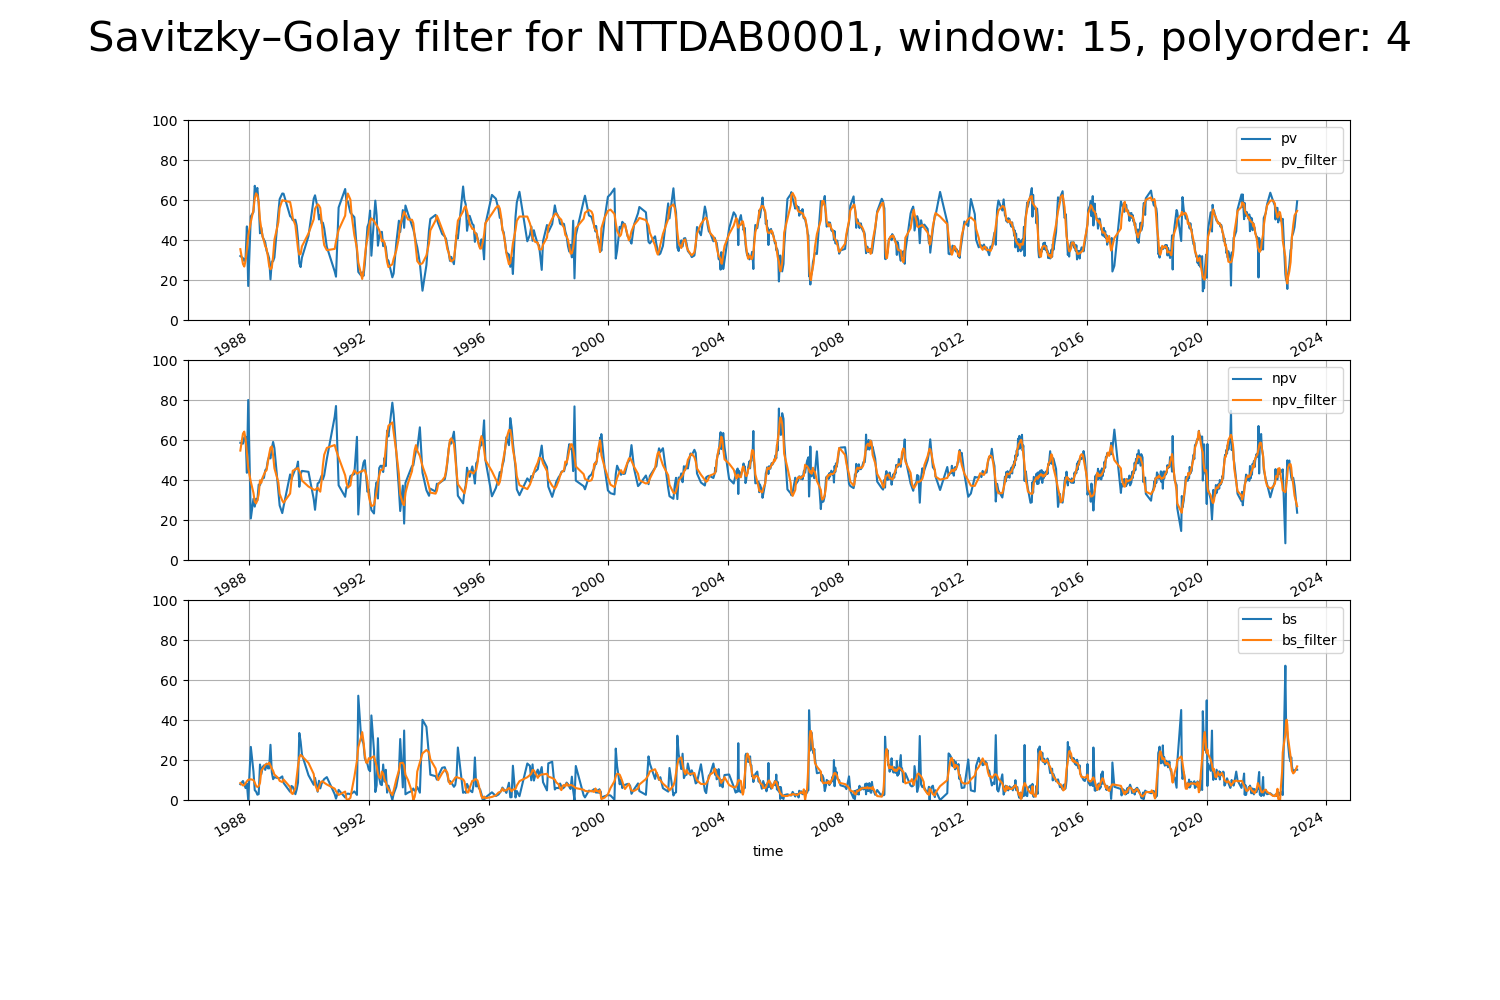 Savitzky–Golay filter for NTTDAB0001, window: 15, polyorder: 4
100
80
60
40
20
0
pv
pv_filter
1988 1992 1996 2000 2004 2008 2012 2016 2020 2024
100
80
60
40
20
0
npv
npv_filter
1988 1992 1996 2000 2004 2008 2012 2016 2020 2024
100
80
60
40
20
0
bs
bs_filter
1988 1992 1996 2000 2004 2008 2012 2016 2020 2024
time